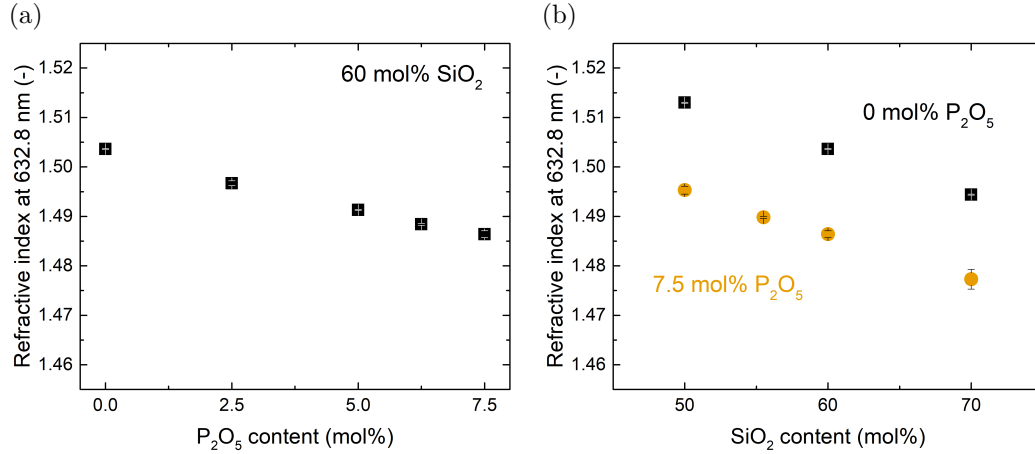 (a)
(b)
60 mol% SiO₂
Refractive index at 632.8 nm (-)
1.52
1.51
1.50
1.49
1.48
1.47
1.46
0.0
2.5
5.0
7.5
P₂O₅ content (mol%)
0 mol% P₂O₅
7.5 mol% P₂O₅
Refractive index at 632.8 nm (-)
1.52
1.51
1.50
1.49
1.48
1.47
1.46
50
60
70
SiO₂ content (mol%)